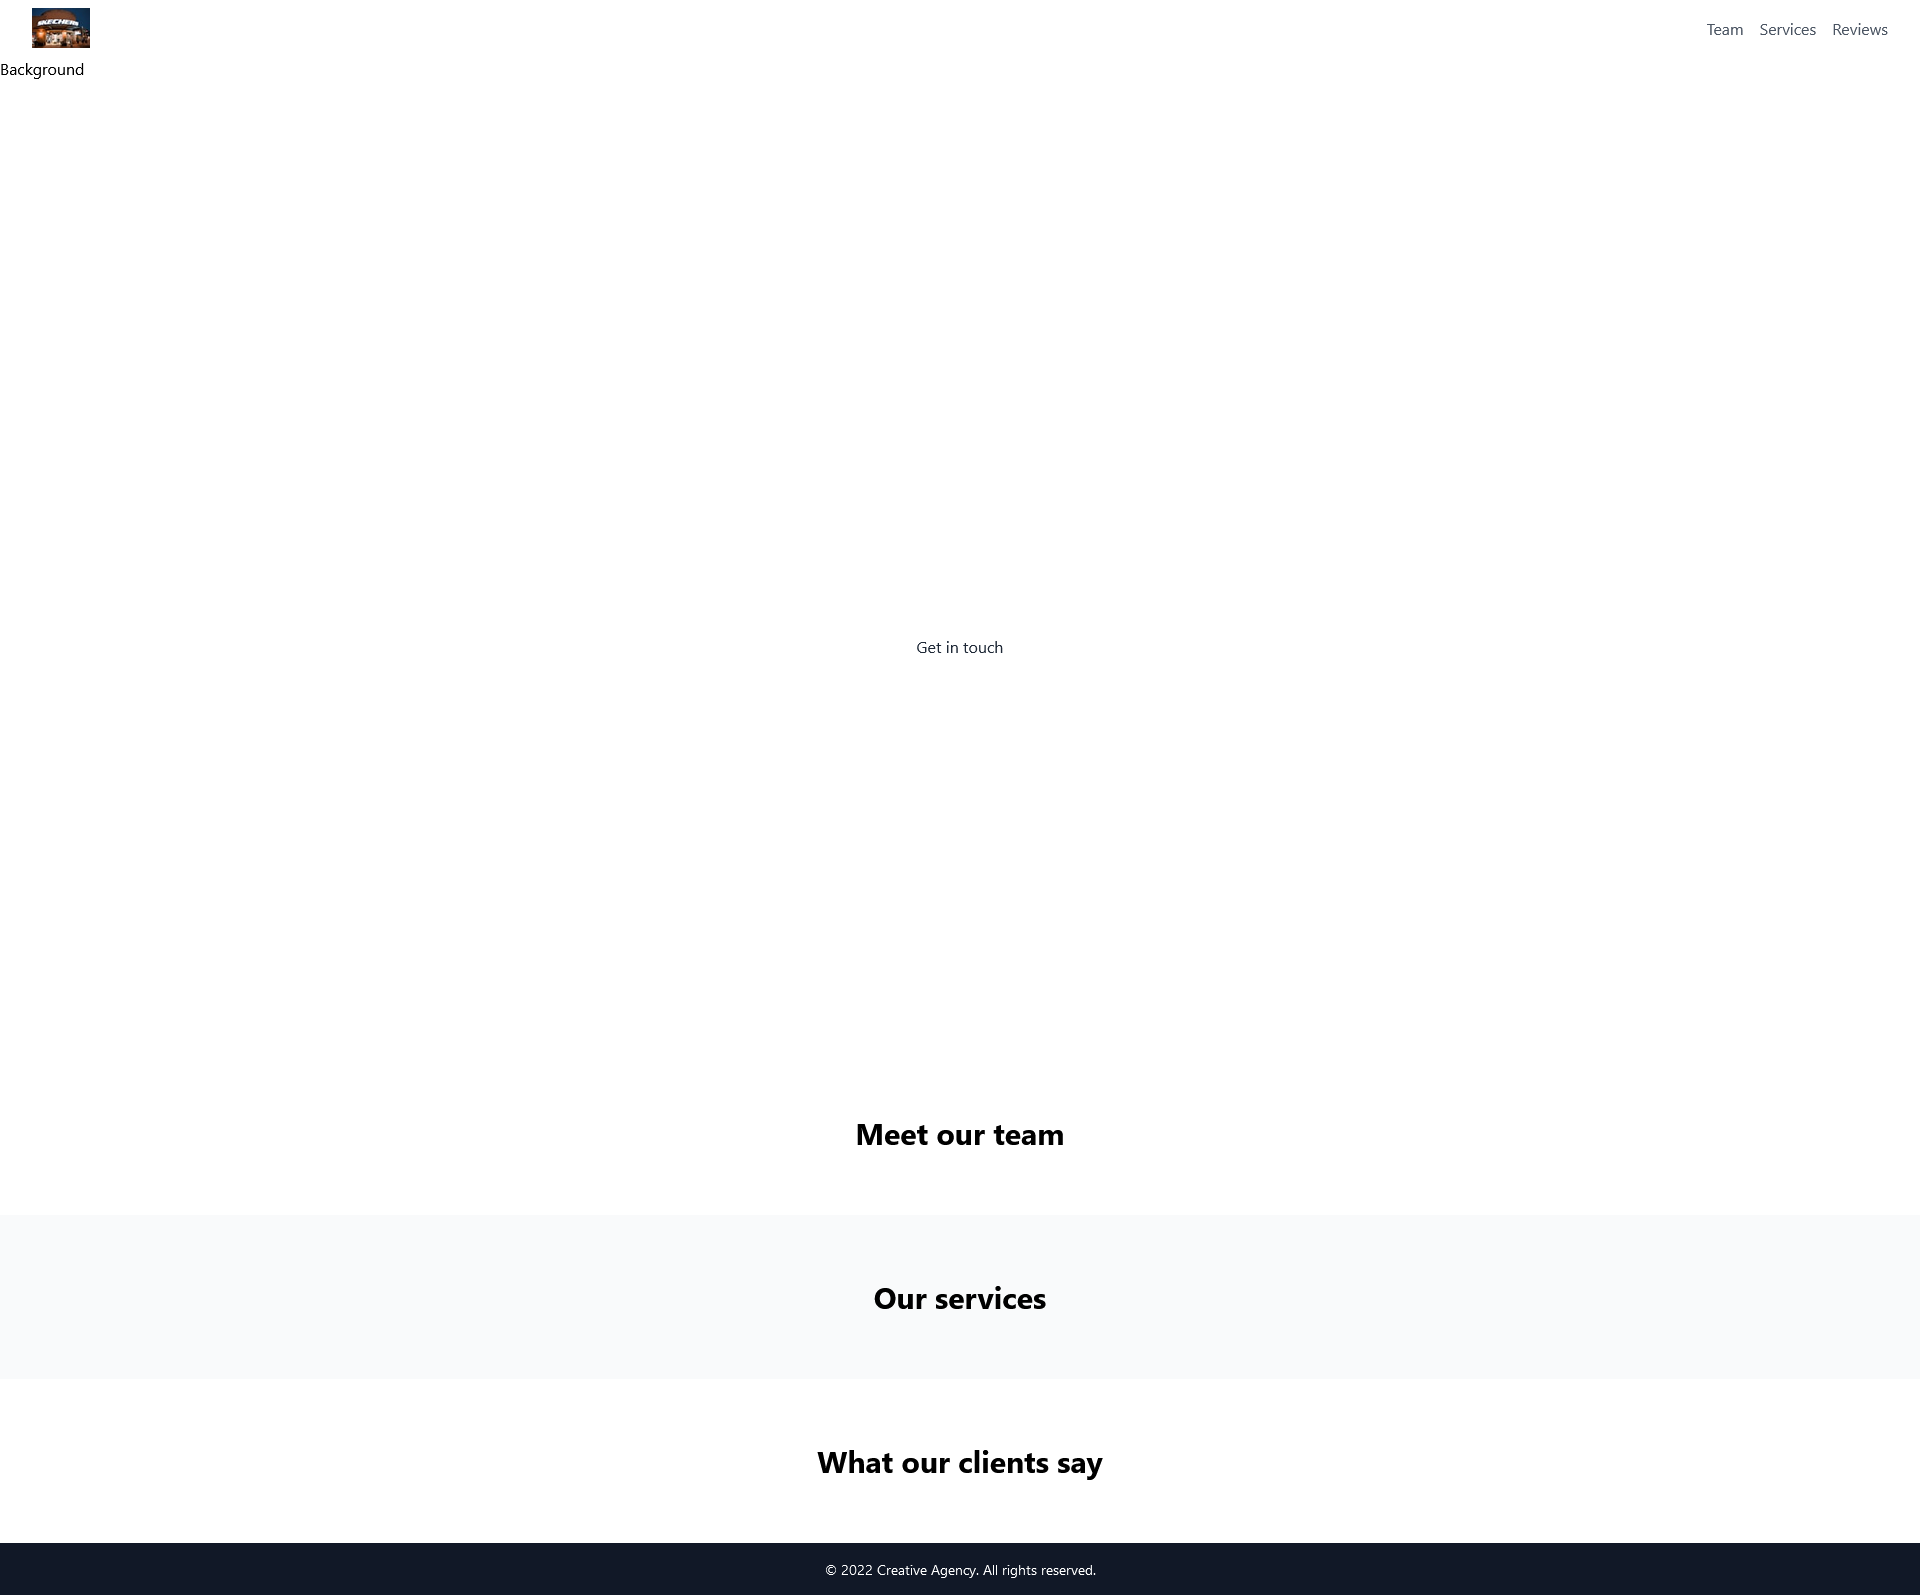 SKECHERS
Team Services Reviews
Background
Get in touch
Meet our team
Our services
What our clients say
© 2022 Creative Agency. All rights reserved.